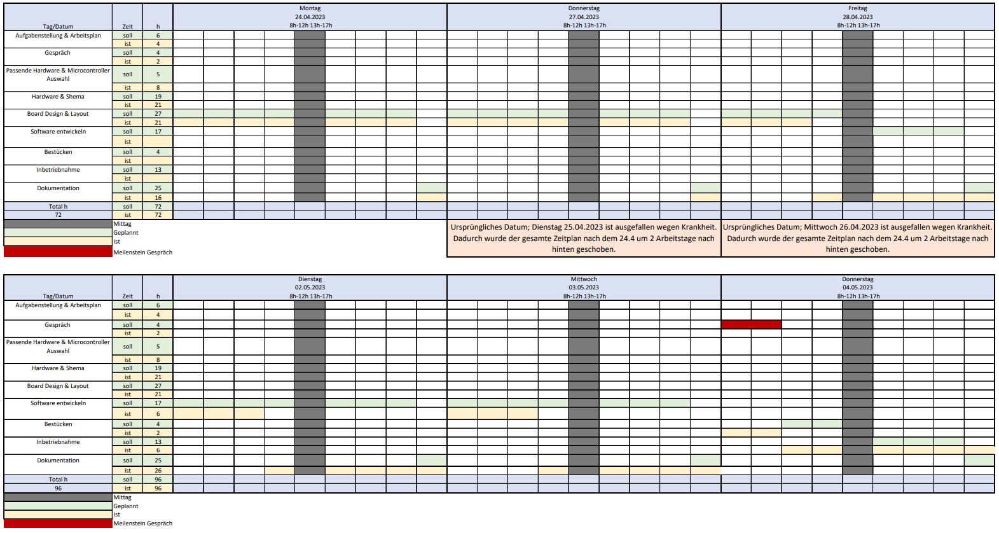 Montag Donnerstag Freitag
24.04.2023 27.04.2023 28.04.2023
Tag/Datum Zeit h 8h-12h 13h-17h 8h-12h 13h-17h 8h-12h 13h-17h
Aufgabenstellung & Arbeitsplan soll 6
ist 4
Gespräch soll 4
ist 2
Passende Hardware & Microcontroller
Auswahl soll 5
ist 8
Hardware & Shema soll 19
ist 21
Board Design & Layout soll 27
ist 21
Software entwickeln soll 17
ist
Bestücken soll 4
ist
Inbetriebnahme soll 13
ist
Dokumentation soll 25
ist 16
Total h soll 72
72 ist 72
Mittag
Geplannt
Ist
Meilenstein Gespräch
Ursprüngliches Datum; Dienstag 25.04.2023 ist ausgefallen wegen Krankheit.
Dadurch wurde der gesamte Zeitplan nach dem 24.4 um 2 Arbeitstage nach
hinten geschoben.
Ursprüngliches Datum; Mittwoch 26.04.2023 ist ausgefallen wegen Krankheit.
Dadurch wurde der gesamte Zeitplan nach dem 24.4 um 2 Arbeitstage nach
hinten geschoben.
Dienstag Mittwoch Donnerstag
02.05.2023 03.05.2023 04.05.2023
Tag/Datum Zeit h 8h-12h 13h-17h 8h-12h 13h-17h 8h-12h 13h-17h
Aufgabenstellung & Arbeitsplan soll 6
ist 4
Gespräch soll 4
ist 2
Passende Hardware & Microcontroller
Auswahl soll 5
ist 8
Hardware & Shema soll 19
ist 21
Board Design & Layout soll 27
ist 21
Software entwickeln soll 17
ist 6
Bestücken soll 4
ist 2
Inbetriebnahme soll 13
ist 6
Dokumentation soll 25
ist 26
Total h soll 96
96 ist 96
Mittag
Geplannt
Ist
Meilenstein Gespräch